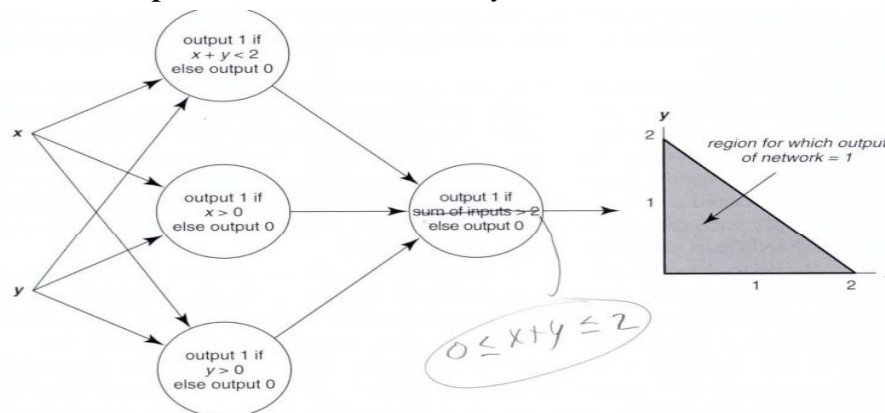 output 1 if
x + y < 2
else output 0
x
output 1 if
x > 0
else output 0
y
output 1 if
y > 0
else output 0
output 1 if
sum of inputs > 2
else output 0
0 ≤ x+y ≤ 2
y
2
1
1
2
region for which output
of network = 1